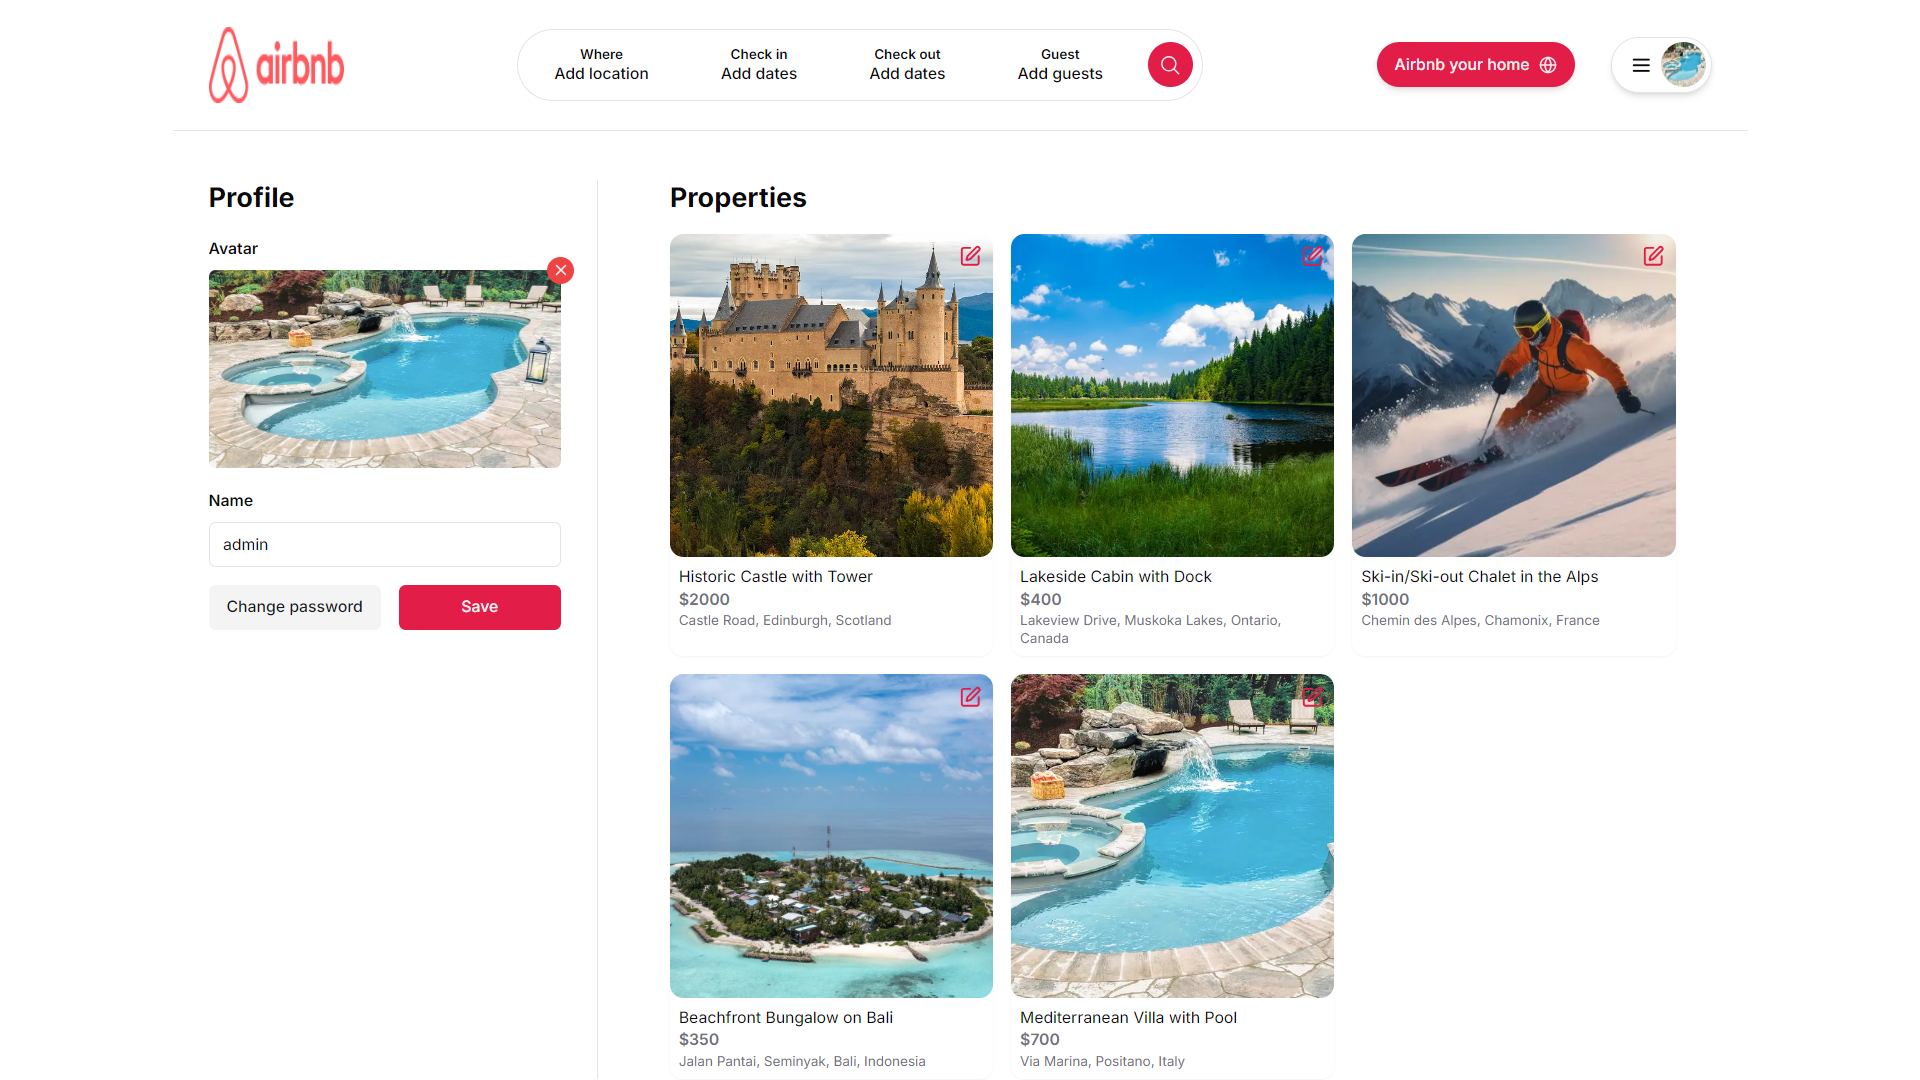 airbnb
Where
Add location
Check in
Add dates
Check out
Add dates
Guest
Add guests
Airbnb your home
Profile
Avatar
Name
admin
Change password
Save
Properties
Historic Castle with Tower
$2000
Castle Road, Edinburgh, Scotland
Lakeside Cabin with Dock
$400
Lakeview Drive, Muskoka Lakes, Ontario,
Canada
Ski-in/Ski-out Chalet in the Alps
$1000
Chemin des Alpes, Chamonix, France
Beachfront Bungalow on Bali
$350
Jalan Pantai, Seminyak, Bali, Indonesia
Mediterranean Villa with Pool
$700
Via Marina, Positano, Italy